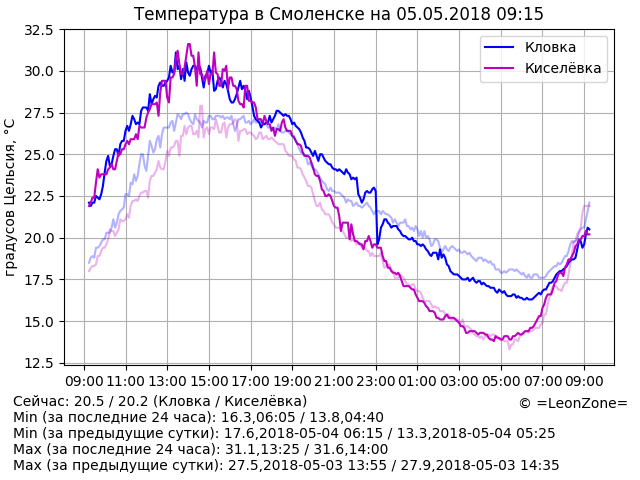 Температура в Смоленске на 05.05.2018 09:15
32.5
30.0
27.5
25.0
22.5
20.0
17.5
15.0
12.5
градусов Цельсия, °C
Кловка
Киселёвка
09:00 11:00 13:00 15:00 17:00 19:00 21:00 23:00 01:00 03:00 05:00 07:00 09:00
Сейчас: 20.5 / 20.2 (Кловка / Киселёвка)
© =LeonZone=
Min (за последние 24 часа): 16.3,06:05 / 13.8,04:40
Min (за предыдущие сутки): 17.6,2018-05-04 06:15 / 13.3,2018-05-04 05:25
Max (за последние 24 часа): 31.1,13:25 / 31.6,14:00
Max (за предыдущие сутки): 27.5,2018-05-03 13:55 / 27.9,2018-05-03 14:35